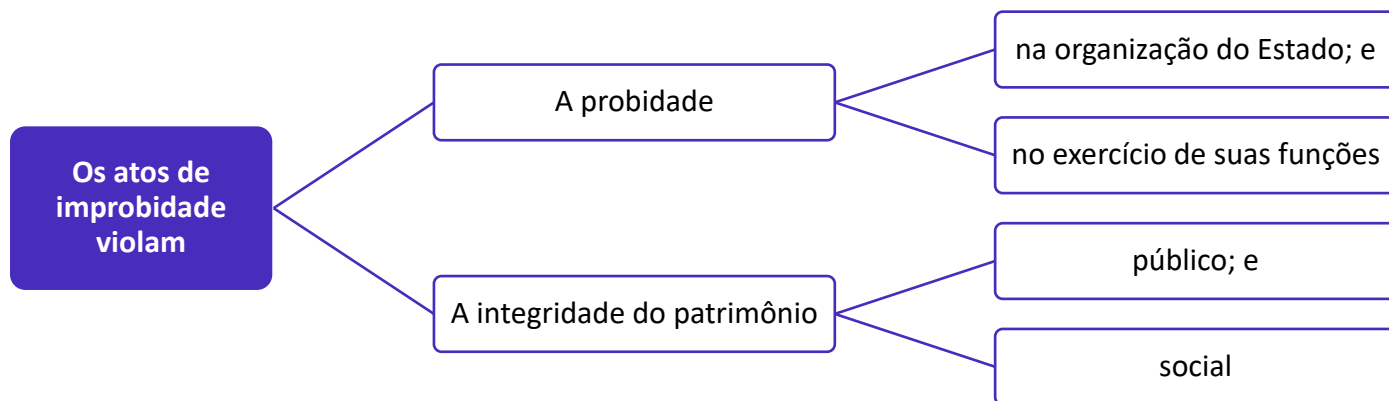 Os atos de
improbidade
violam
A probidade
na organização do Estado; e
no exercício de suas funções
A integridade do patrimônio
público; e
social